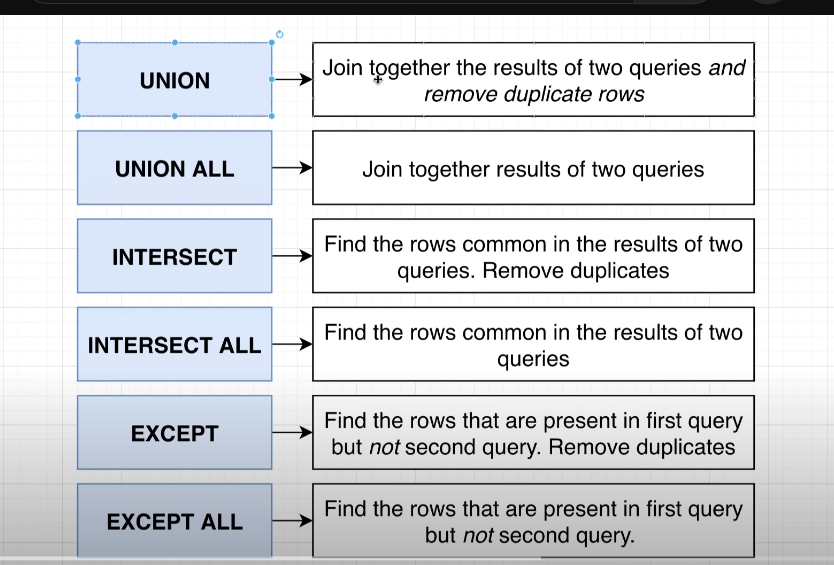 UNION
Join together the results of two queries and
remove duplicate rows
UNION ALL
Join together results of two queries
INTERSECT
Find the rows common in the results of two
queries. Remove duplicates
INTERSECT ALL
Find the rows common in the results of two
queries
EXCEPT
Find the rows that are present in first query
but not second query. Remove duplicates
EXCEPT ALL
Find the rows that are present in first query
but not second query.